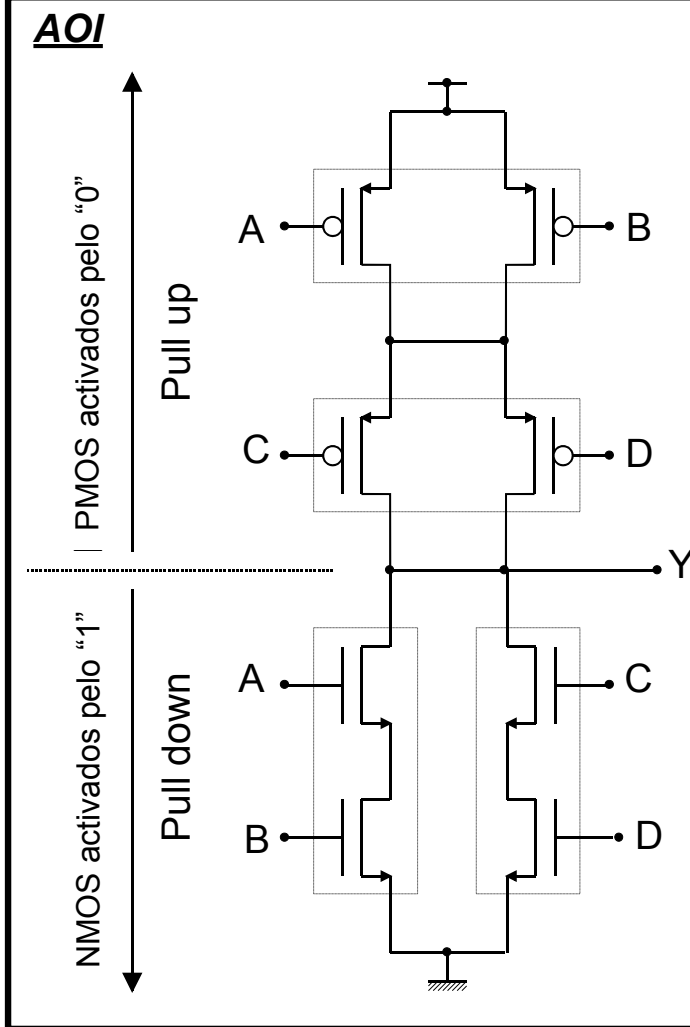 AOI
PMOS activados pelo “0”
Pull up
A
B
C
D
Y
NMOS activados pelo “1”
Pull down
A
C
B
D